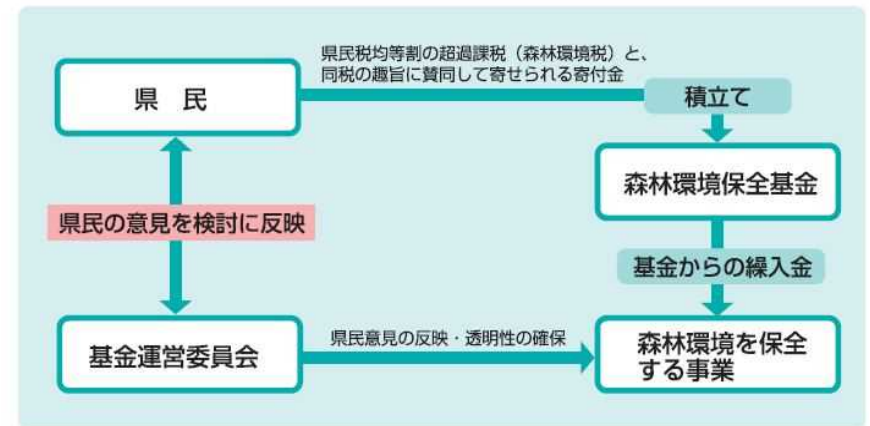 県民税均等割の超過課税（森林環境税）と、
同税の趣旨に賛同して寄せられる寄付金
県　民
積立て
森林環境保全基金
県民の意見を検討に反映
基金からの繰入金
基金運営委員会
県民意見の反映・透明性の確保
森林環境を保全
する事業